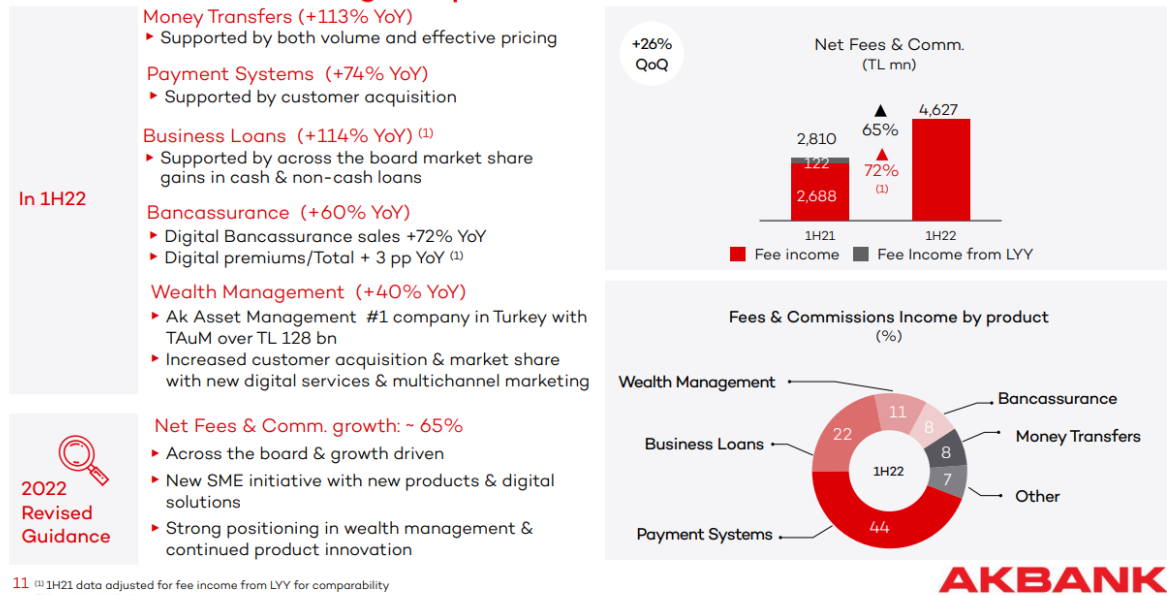 Money Transfers (+113% YoY)
Supported by both volume and effective pricing
Payment Systems (+74% YoY)
Supported by customer acquisition
Business Loans (+114% YoY) (1)
Supported by across the board market share
gains in cash & non-cash loans
In 1H22
Bancassurance (+60% YoY)
Digital Bancassurance sales +72% YoY
Digital premiums/Total + 3 pp YoY (1)
Wealth Management (+40% YoY)
Ak Asset Management #1 company in Turkey with
TAuM over TL 128 bn
Increased customer acquisition & market share
with new digital services & multichannel marketing
2022
Revised
Guidance
Net Fees & Comm. growth: ~ 65%
Across the board & growth driven
New SME initiative with new products & digital
solutions
Strong positioning in wealth management &
continued product innovation
+26%
QoQ
Net Fees & Comm.
(TL mn)
2,810
122
2,688
65%
72%
(1)
4,627
1H21
1H22
Fee income
Fee Income from LYY
Fees & Commissions Income by product
(%)
Wealth Management
Bancassurance
Business Loans
Money Transfers
Other
Payment Systems
11
8
22
8
7
44
1H22
11 (1) 1H21 data adjusted for fee income from LYY for comparability
AKBANK